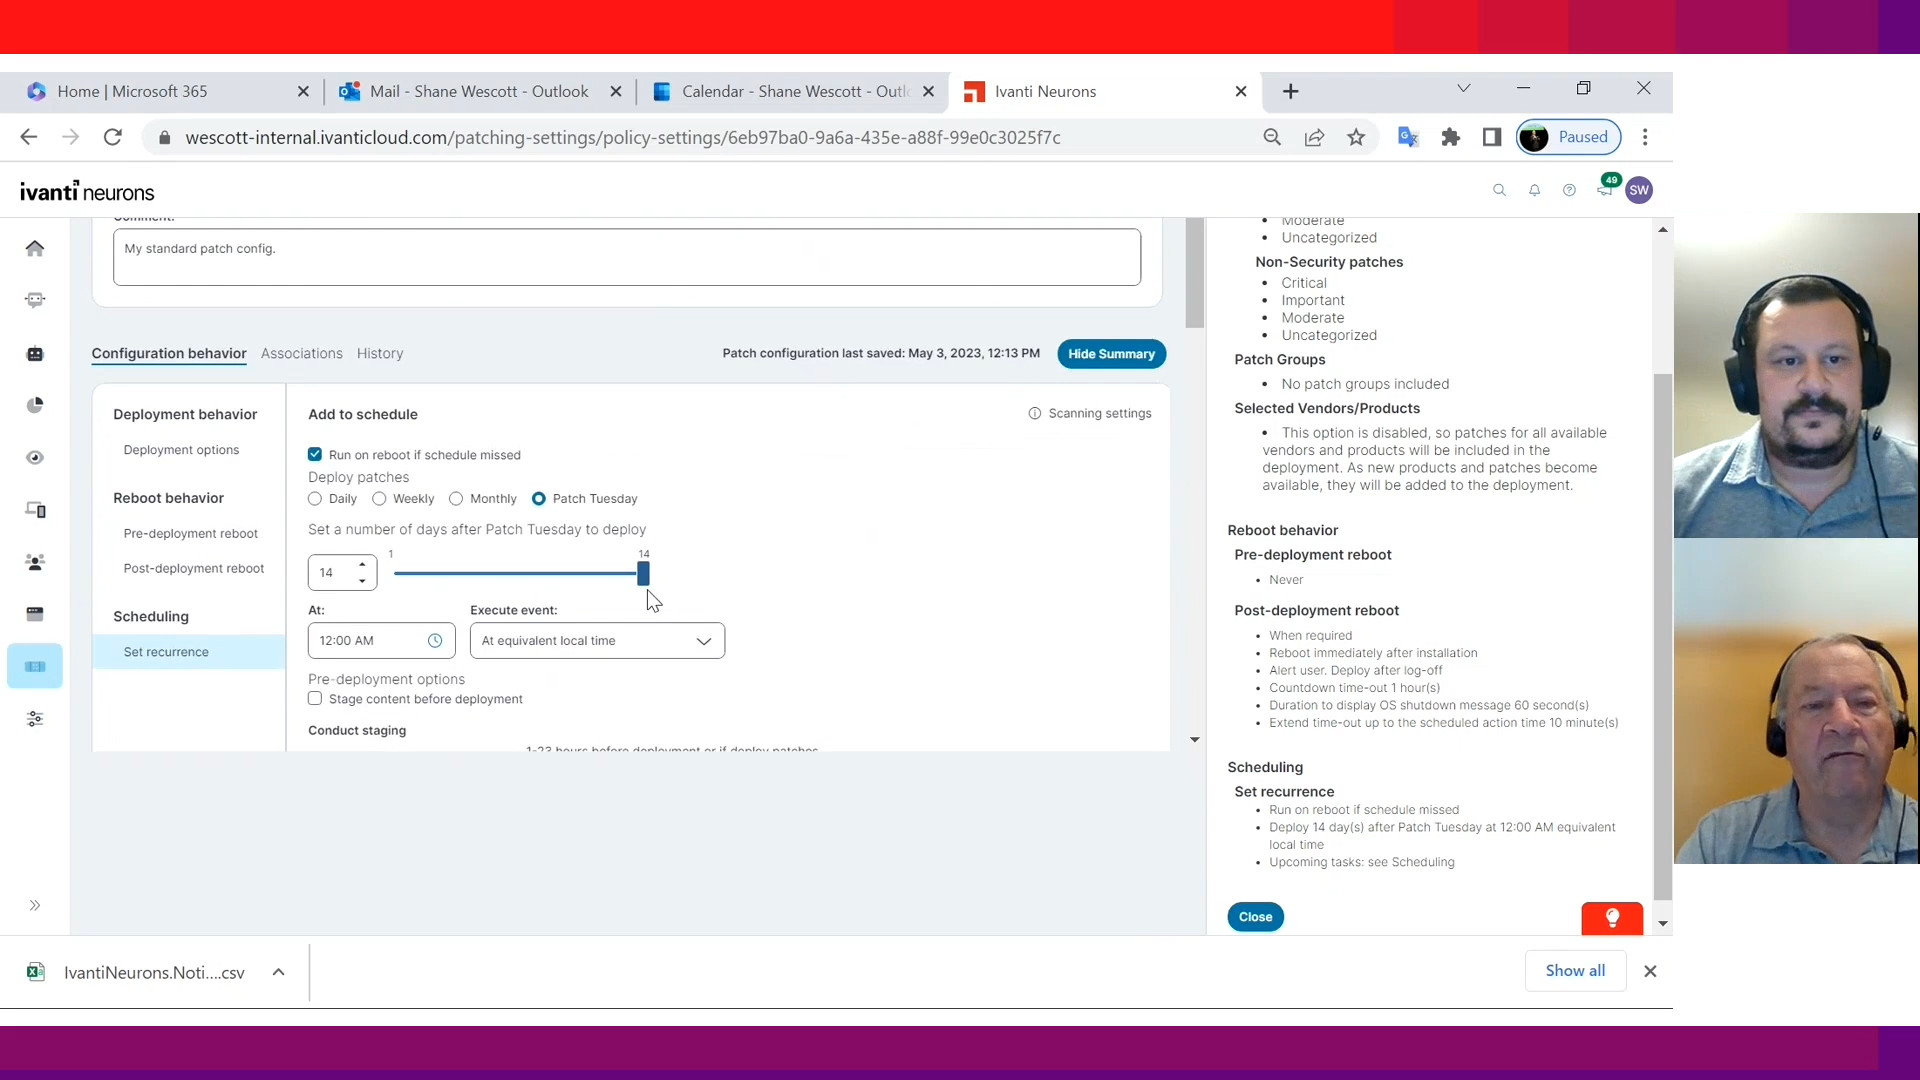 Home | Microsoft 365
Mail - Shane Wescott - Outlook
Calendar - Shane Wescott - Outlo
Ivanti Neurons
wescott-internal.ivanticloud.com/patching-settings/policy-settings/6eb97ba0-9a6a-435e-a88f-99e0c3025f7c
Paused
ivanti neurons
49
SW
Comment:
My standard patch config.
Configuration behavior
Associations
History
Patch configuration last saved: May 3, 2023, 12:13 PM
Hide Summary
Deployment behavior
Deployment options
Reboot behavior
Pre-deployment reboot
Post-deployment reboot
Scheduling
Set recurrence
Add to schedule
Scanning settings
Run on reboot if schedule missed
Deploy patches
Daily
Weekly
Monthly
Patch Tuesday
Set a number of days after Patch Tuesday to deploy
1
14
14
At:
Execute event:
12:00 AM
At equivalent local time
Pre-deployment options
Stage content before deployment
Conduct staging
1-23 hours before deployment or if deploy patches
Moderate
Uncategorized
Non-Security patches
Critical
Important
Moderate
Uncategorized
Patch Groups
No patch groups included
Selected Vendors/Products
This option is disabled, so patches for all available
vendors and products will be included in the
deployment. As new products and patches become
available, they will be added to the deployment.
Reboot behavior
Pre-deployment reboot
Never
Post-deployment reboot
When required
Reboot immediately after installation
Alert user. Deploy after log-off
Countdown time-out 1 hour(s)
Duration to display OS shutdown message 60 second(s)
Extend time-out up to the scheduled action time 10 minute(s)
Scheduling
Set recurrence
Run on reboot if schedule missed
Deploy 14 day(s) after Patch Tuesday at 12:00 AM equivalent
local time
Upcoming tasks: see Scheduling
Close
IvantiNeurons.Noti....csv
Show all